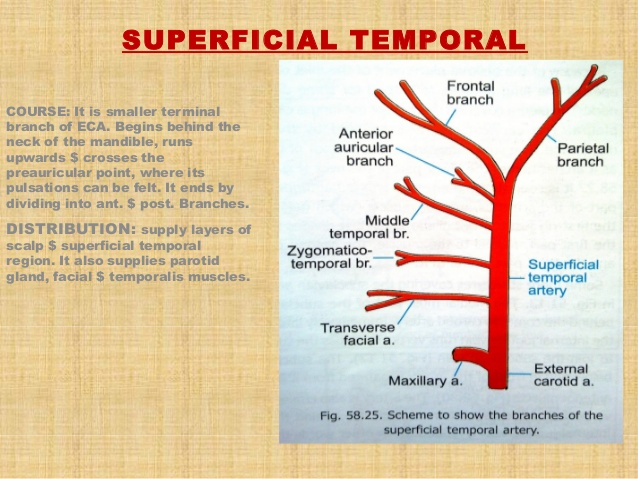 SUPERFICIAL TEMPORAL
COURSE: It is smaller terminal
branch of ECA. Begins behind the
neck of the mandible, runs
upwards $ crosses the
preauricular point, where its
pulsations can be felt. It ends by
dividing into ant. $ post. Branches.
DISTRIBUTION: supply layers of
scalp $ superficial temporal
region. It also supplies parotid
gland, facial $ temporalis muscles.
Frontal
branch
Anterior
auricular
branch
Parietal
branch
Middle
temporal br.
Zygomatico-
temporal br.
Superficial
temporal
artery
Transverse
facial a.
Maxillary a.
External
carotid a.
Fig. 58.25. Scheme to show the branches of the
superficial temporal artery.